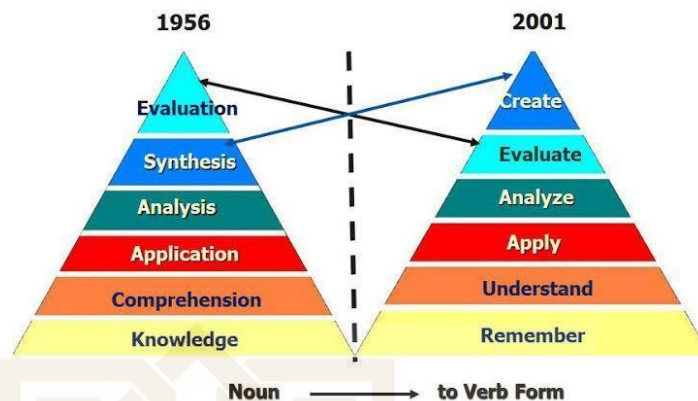 1956
Evaluation
Synthesis
Analysis
Application
Comprehension
Knowledge
2001
Create
Evaluate
Analyze
Apply
Understand
Remember
Noun to Verb Form